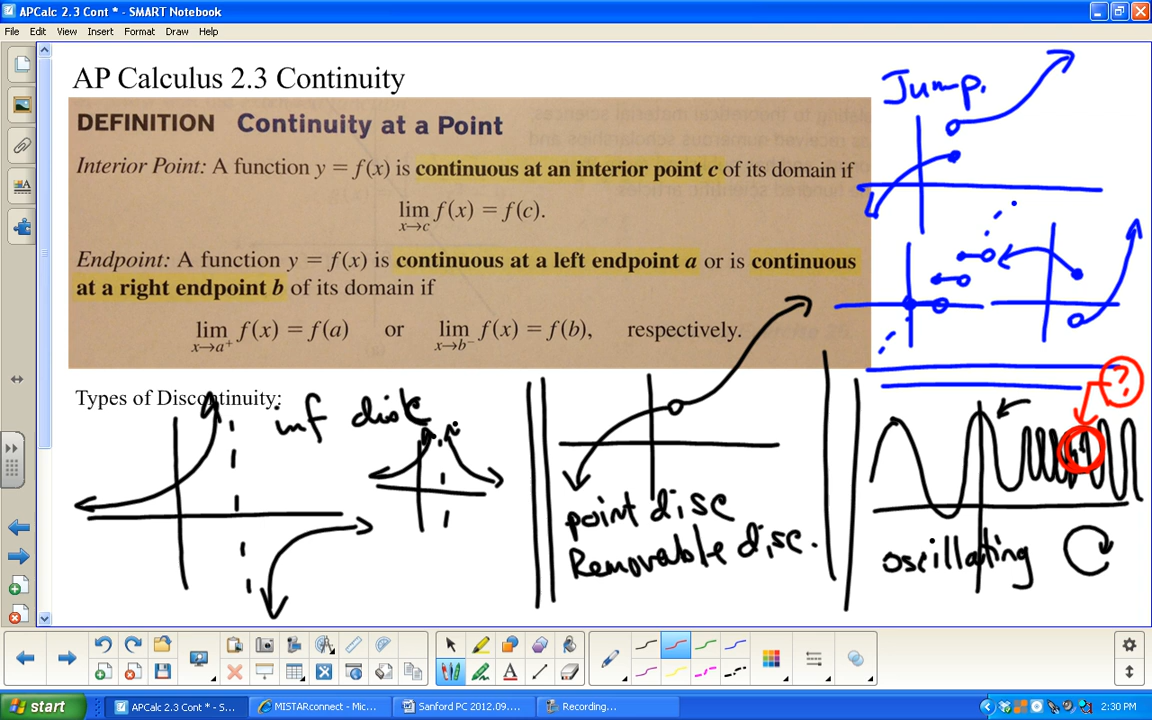 APCalc 2.3 Cont * - SMART Notebook
File Edit View Insert Format Draw Help
AP Calculus 2.3 Continuity
DEFINITION Continuity at a Point
Interior Point: A function y = f(x) is continuous at an interior point c of its domain if
lim f(x) = f(c).
x→c
Endpoint: A function y = f(x) is continuous at a left endpoint a or is continuous
at a right endpoint b of its domain if
lim f(x) = f(a) or lim f(x) = f(b), respectively.
x→a⁺ x→b⁻
Types of Discontinuity:
inf disc
point disc
Removable disc.
Jump.
?
oscillating
start
APCalc 2.3 Cont * - S...
MISTARconnect - Mic...
Sanford PC 2012.09....
Recording...
2:30 PM